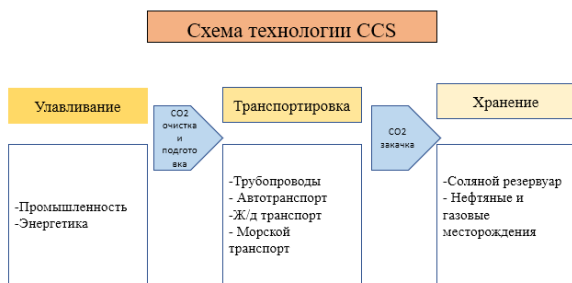 Схема технологии CCS
Улавливание
CO2
очистка
и
подгото
вка
Транспортировка
CO2
закачка
Хранение
-Промышленность
-Энергетика
-Трубопроводы
- Автотранспорт
-Ж/д транспорт
- Морской
транспорт
-Соляной резервуар
- Нефтяные и
газовые
месторождения